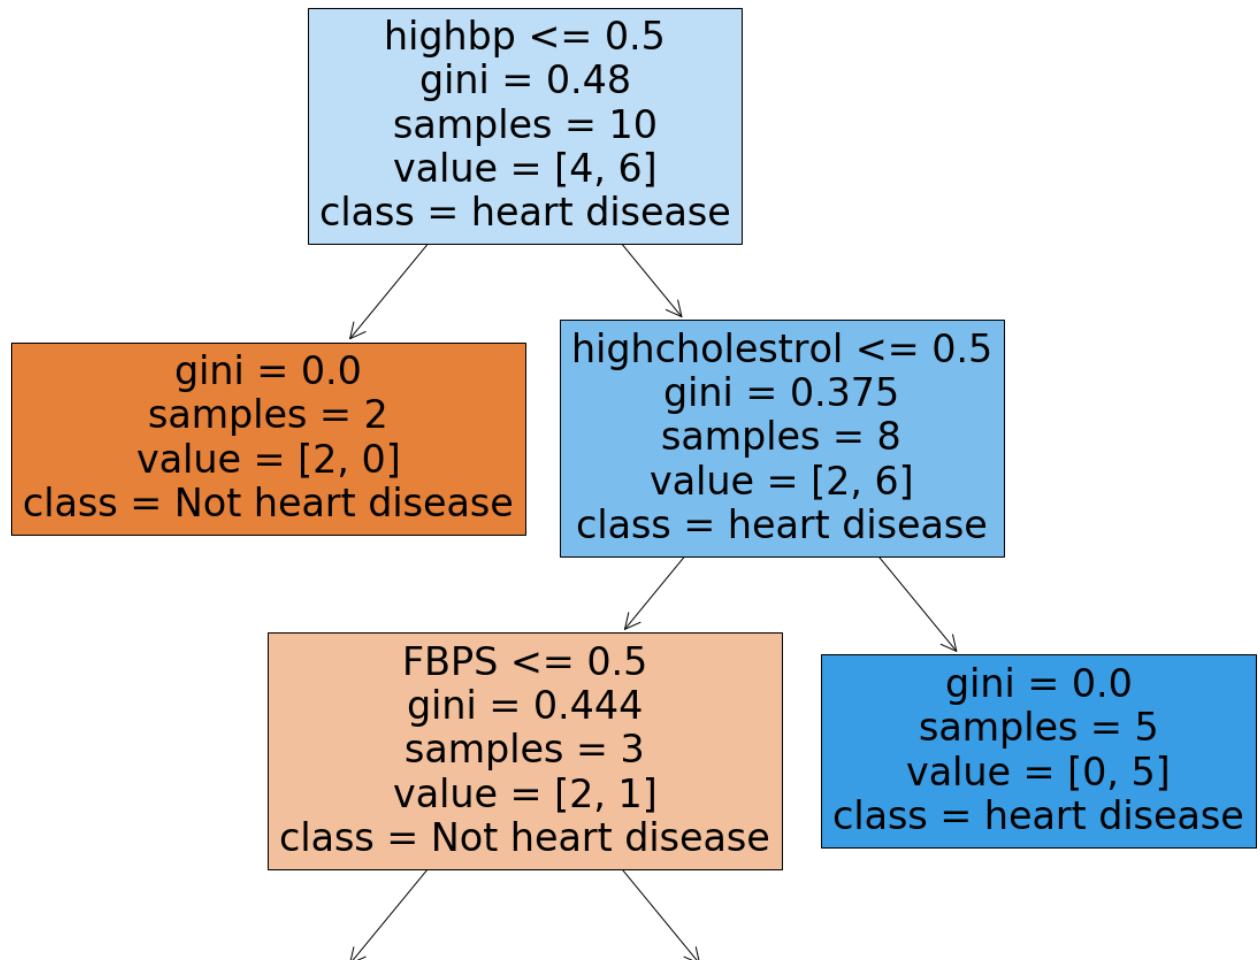 highbp <= 0.5
gini = 0.48
samples = 10
value = [4, 6]
class = heart disease
gini = 0.0
samples = 2
value = [2, 0]
class = Not heart disease
highcholestrol <= 0.5
gini = 0.375
samples = 8
value = [2, 6]
class = heart disease
FBPS <= 0.5
gini = 0.444
samples = 3
value = [2, 1]
class = Not heart disease
gini = 0.0
samples = 5
value = [0, 5]
class = heart disease